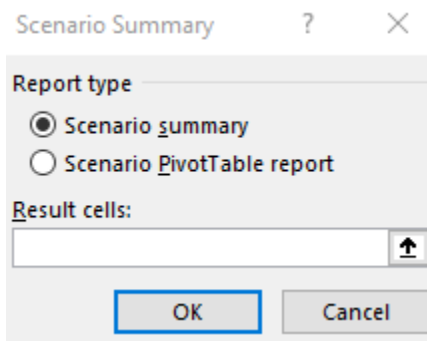 Scenario Summary ?
Report type
Scenario summary
Scenario PivotTable report
Result cells:
OK Cancel